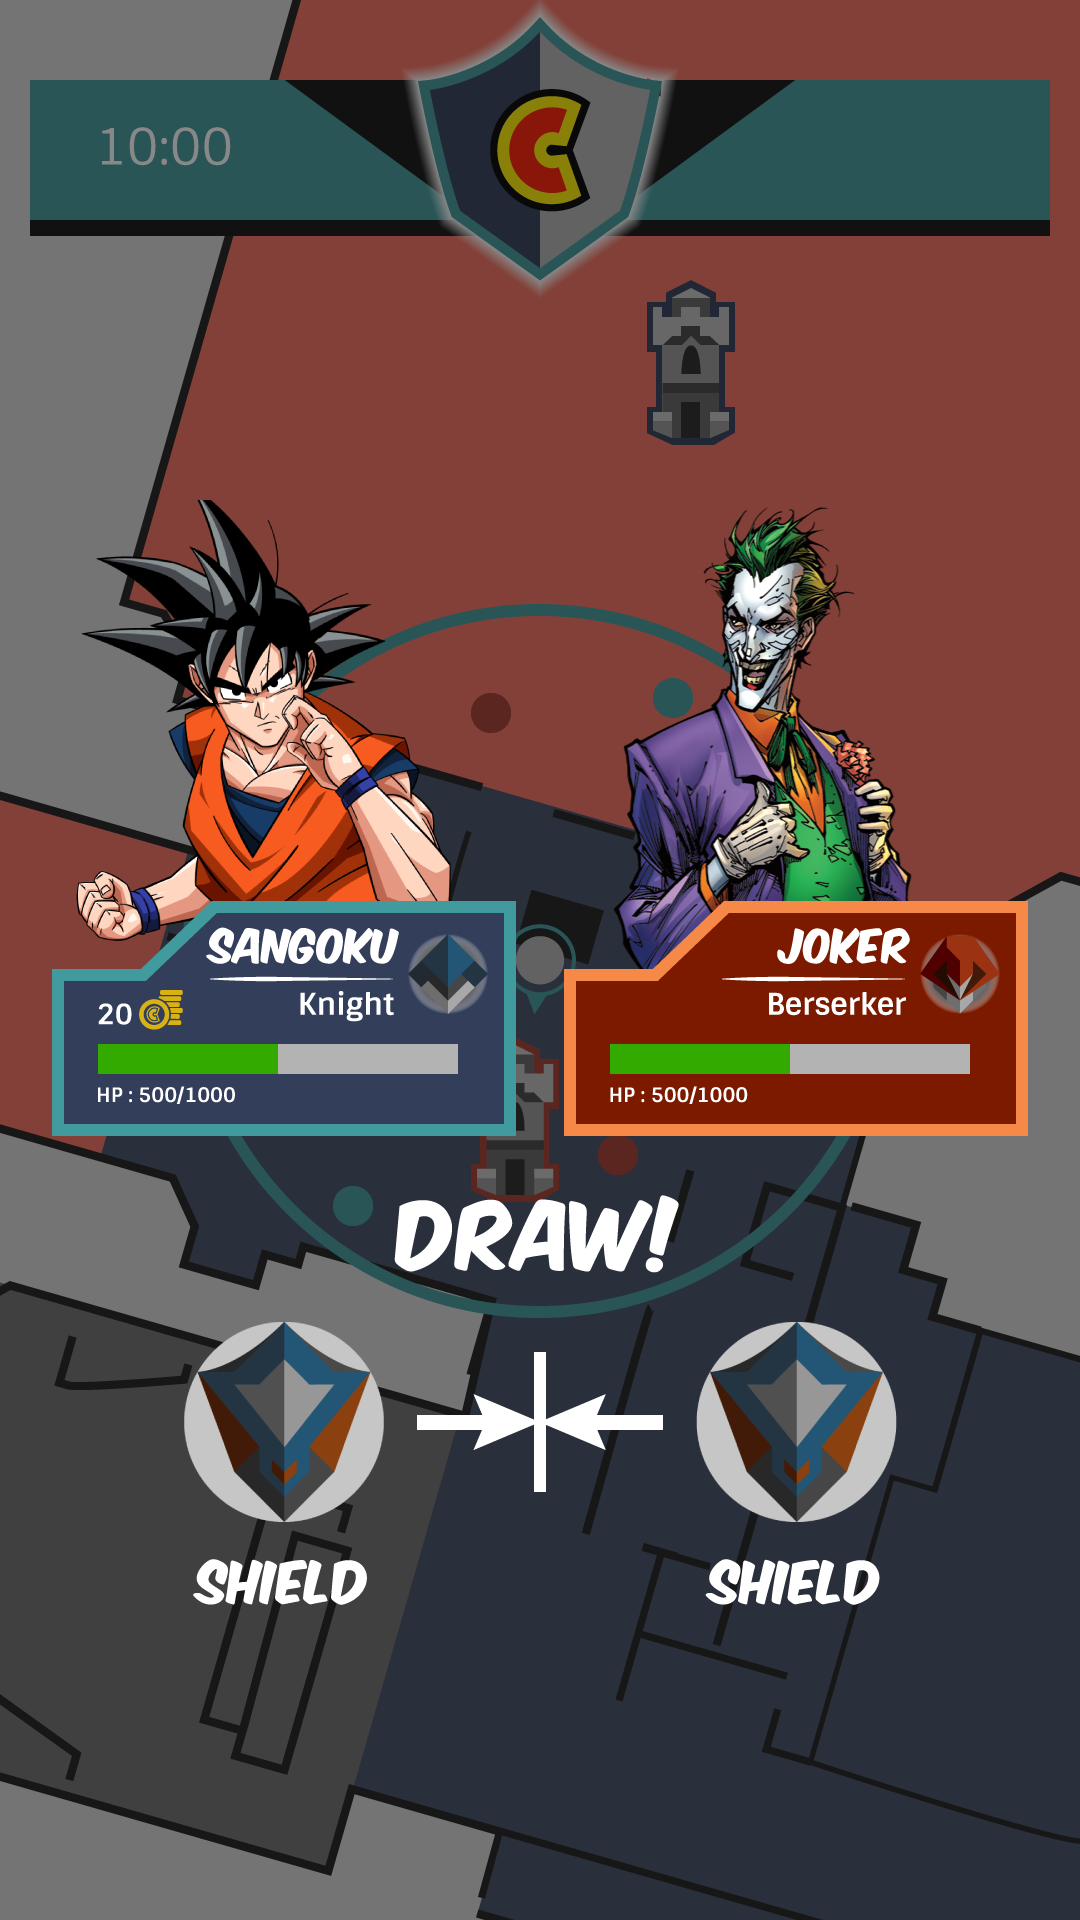 10:00
SANGOKU
Knight
20
HP : 500/1000
JOKER
Berserker
HP : 500/1000
DRAW!
SHIELD
SHIELD